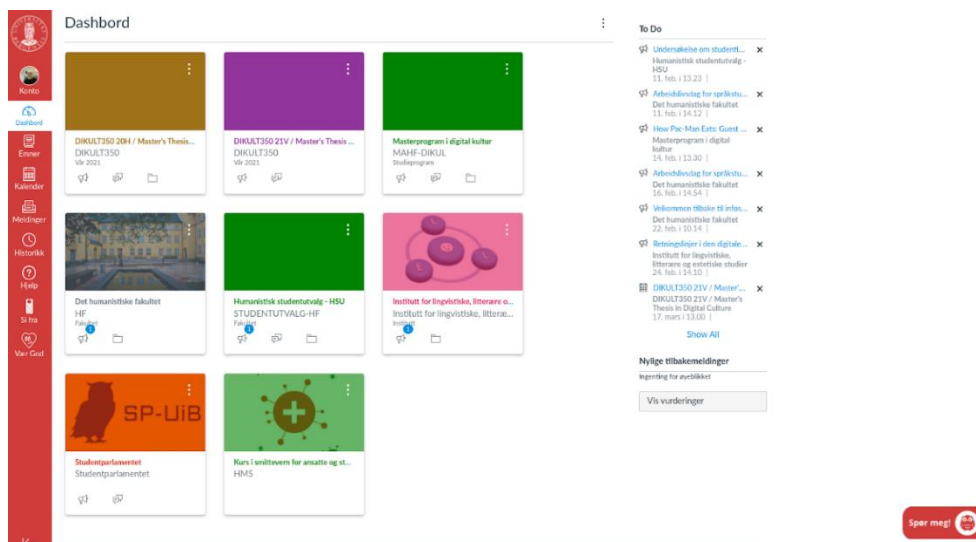 Dashbord
Konto
Dashbord
Emner
Kalender
Meldinger
Historikk
Hjelp
Si fra
Vær God
DIKULT350 20H / Master's Thesis...
DIKULT350
Vår 2021
DIKULT350 21V / Master's Thesis ...
DIKULT350
Vår 2021
Masterprogram i digital kultur
MAHF-DIKUL
Studieprogram
Det humanistiske fakultet
HF
Fakultet
1
Humanistisk studentutvalg - HSU
STUDENTUTVALG-HF
Fakultet
1
Institutt for lingvistiske, litterære o...
Institutt for lingvistiske, litteræ...
Institutt
1
SP-UiB
Studentparlamentet
Studentparlamentet
Kurs i smittevern for ansatte og st...
HMS
To Do
Undersøkelse om studenti...
Humanistisk studentutvalg -
HSU
11. feb. i 13.23 |
Arbeidslivsdag for språkstu...
Det humanistiske fakultet
11. feb. i 14.12 |
How Pac-Man Eats: Guest ...
Masterprogram i digital
kultur
14. feb. i 13.30 |
Arbeidslivsdag for språkstu...
Det humanistiske fakultet
16. feb. i 14.54 |
Velkommen tilbake til infor...
Det humanistiske fakultet
22. feb. i 10.14 |
Retningslinjer i den digitale...
Institutt for lingvistiske,
litterære og estetiske studier
24. feb. i 14.10 |
DIKULT350 21V / Master'...
DIKULT350 21V / Master's
Thesis in Digital Culture
17. mars i 13.00 |
Show All
Nylige tilbakemeldinger
Ingenting for øyeblikket
Vis vurderinger
Spør meg!